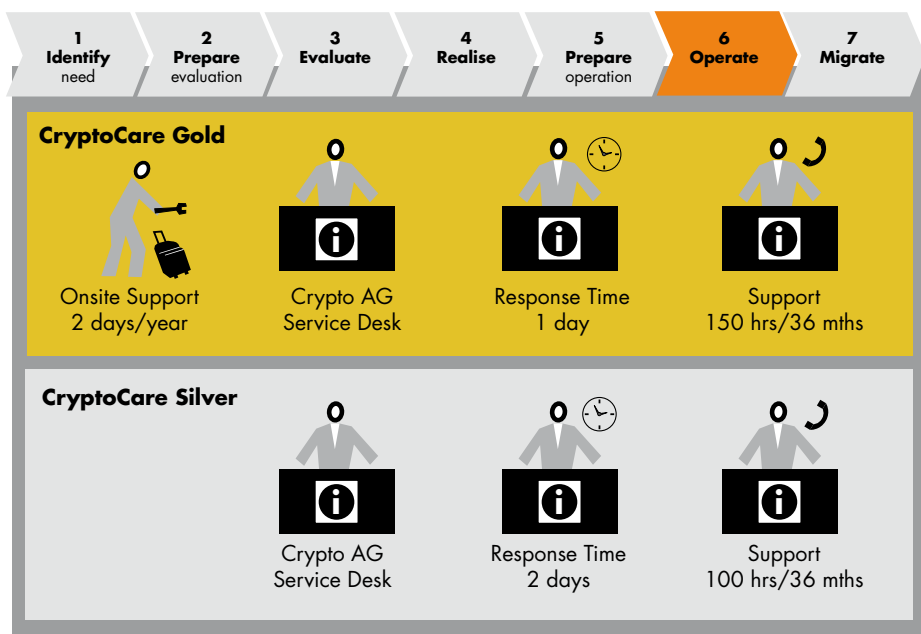 1
Identify
need
2
Prepare
evaluation
3
Evaluate
4
Realise
5
Prepare
operation
6
Operate
7
Migrate
CryptoCare Gold
Onsite Support
2 days/year
Crypto AG
Service Desk
Response Time
1 day
Support
150 hrs/36 mths
CryptoCare Silver
Crypto AG
Service Desk
Response Time
2 days
Support
100 hrs/36 mths